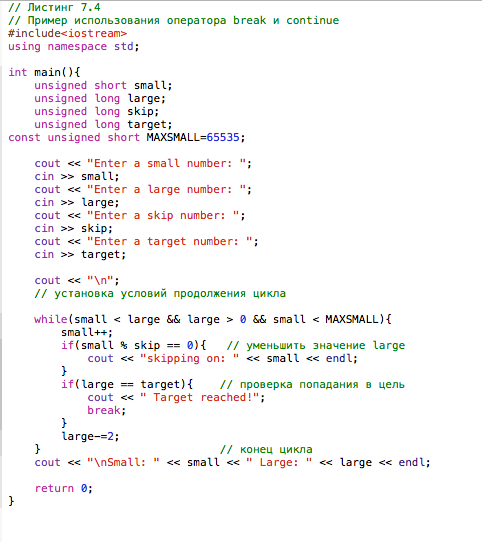 // Листинг 7.4
// Пример использования оператора break и continue
#include<iostream>
using namespace std;
int main(){
unsigned short small;
unsigned long large;
unsigned long skip;
unsigned long target;
const unsigned short MAXSMALL=65535;
cout << "Enter a small number: ";
cin >> small;
cout << "Enter a large number: ";
cin >> large;
cout << "Enter a skip number: ";
cin >> skip;
cout << "Enter a target number: ";
cin >> target;
cout << "\n";
// установка условий продолжения цикла
while(small < large && large > 0 && small < MAXSMALL){
small++;
if(small % skip == 0){ // уменьшить значение large
cout << "skipping on: " << small << endl;
}
if(large == target){ // проверка попадания в цель
cout << " Target reached!";
break;
}
large-=2;
} // конец цикла
cout << "\nSmall: " << small << " Large: " << large << endl;
return 0;
}